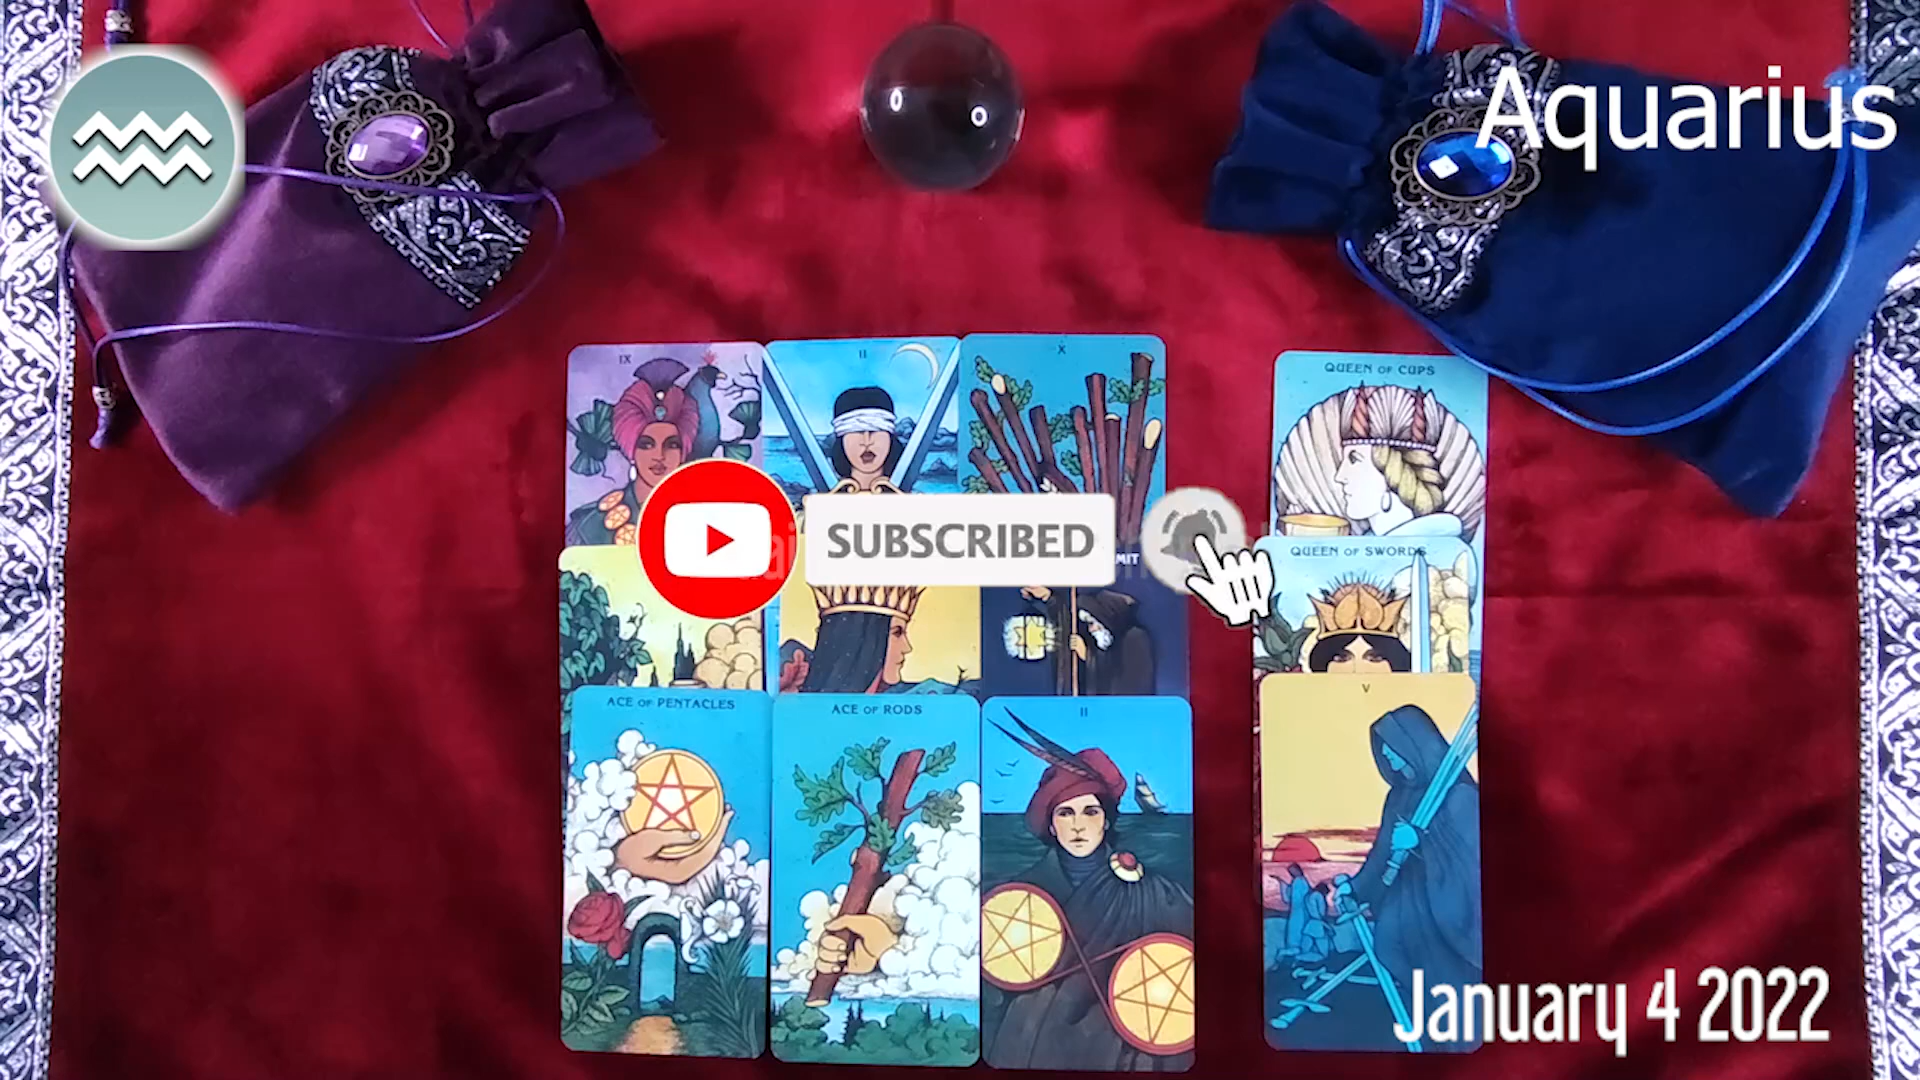 Aquarius
IX
II
X
QUEEN OF CUPS
SUBSCRIBED
QUEEN OF SWORDS
MIT
ACE OF PENTACLES
ACE OF RODS
II
V
January 4 2022